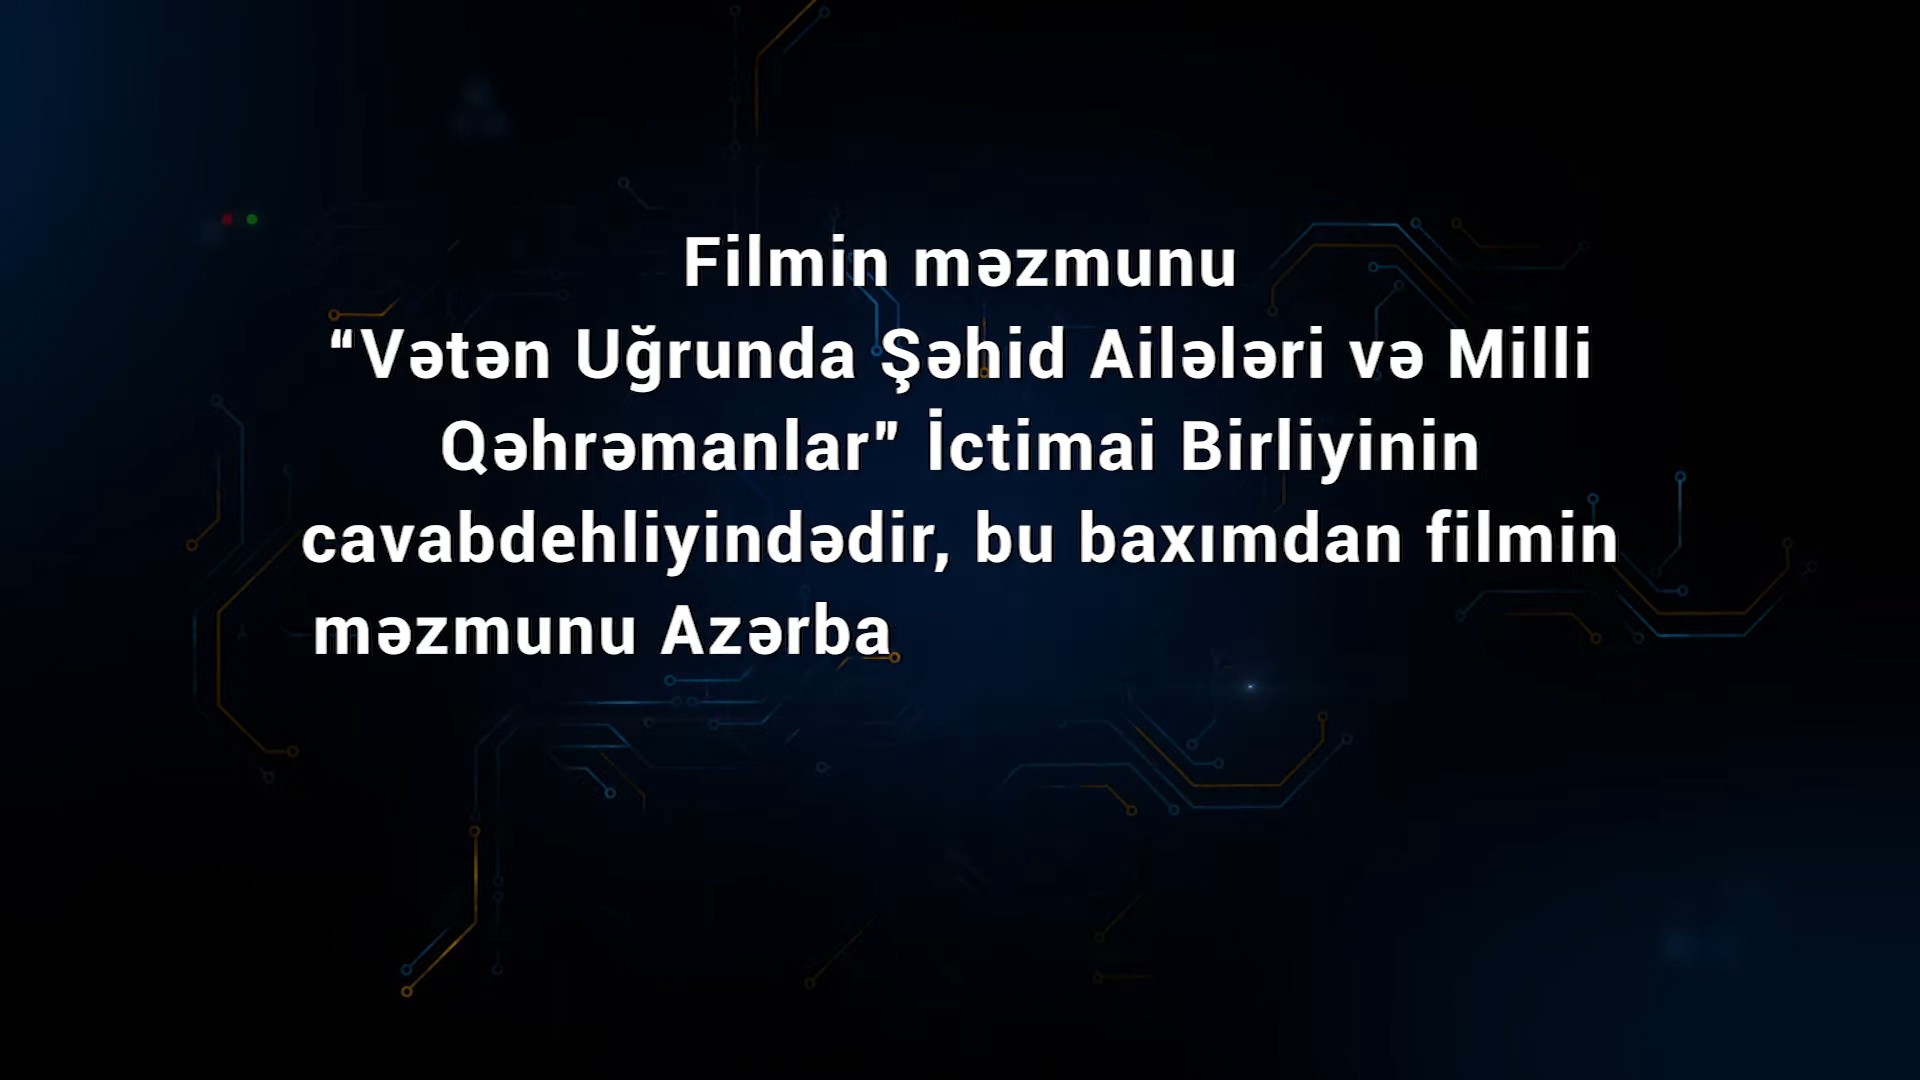 Filmin məzmunu
“Vətən Uğrunda Şəhid Ailələri və Milli
Qəhrəmanlar” İctimai Birliyinin
cavabdehliyindədir, bu baxımdan filmin
məzmunu Azərba